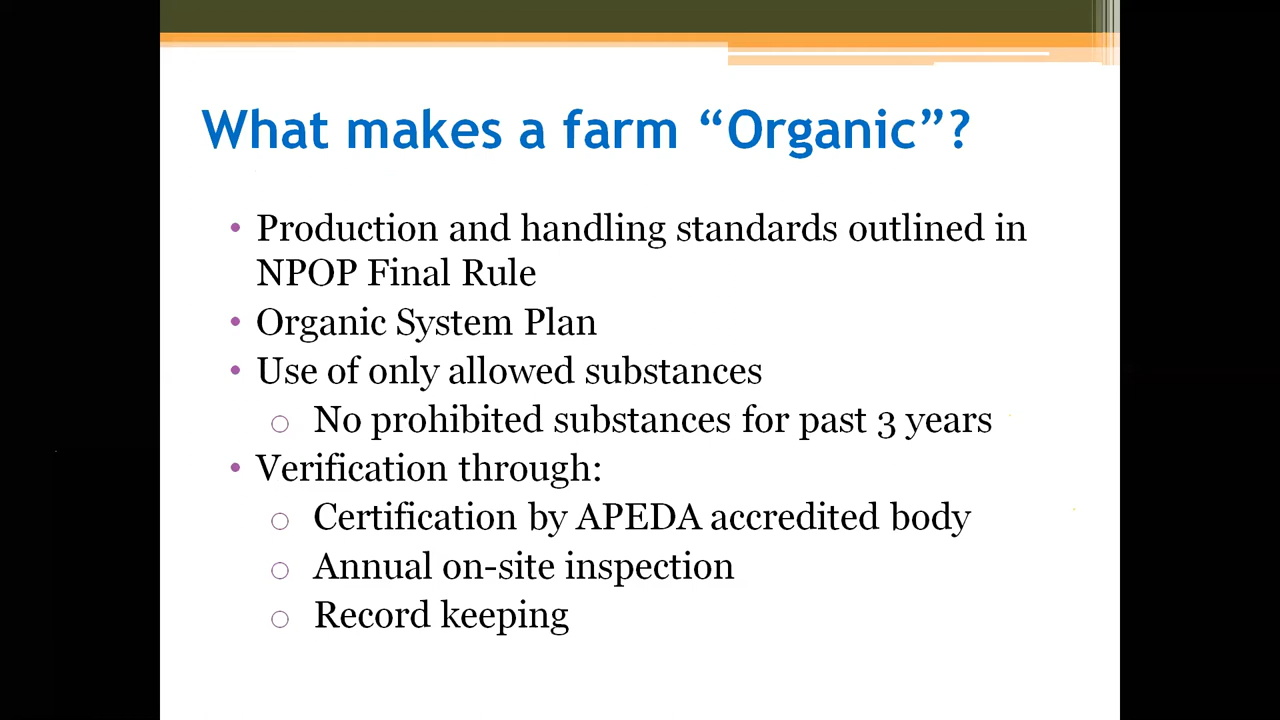 What makes a farm “Organic”?
• Production and handling standards outlined in
NPOP Final Rule
• Organic System Plan
• Use of only allowed substances
○ No prohibited substances for past 3 years
• Verification through:
○ Certification by APEDA accredited body
○ Annual on-site inspection
○ Record keeping